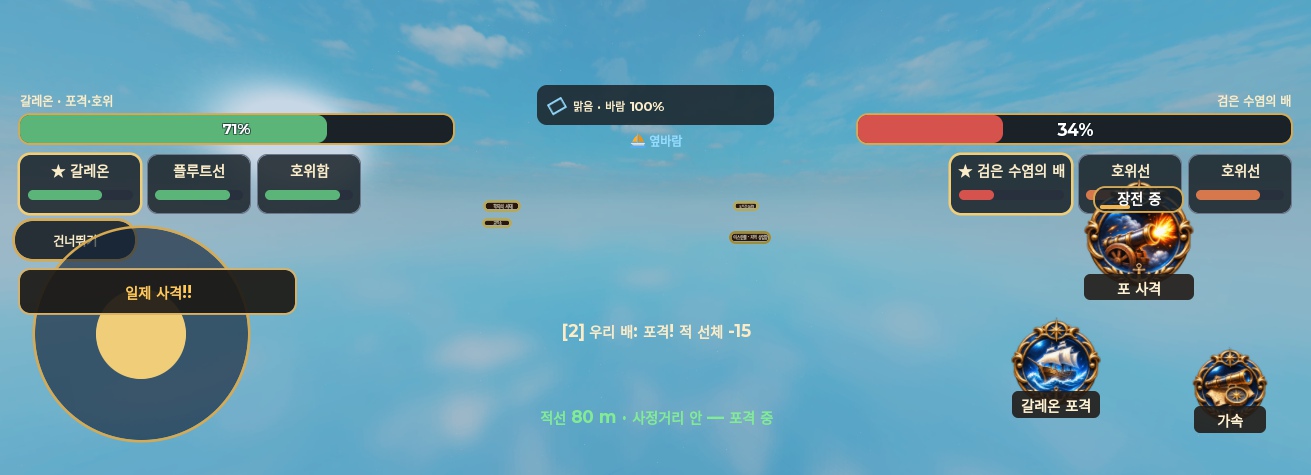 갈레온 · 포격·호위
71%
★ 갈레온
플루트선
호위함
건너뛰기
일제 사격!!
맑음 · 바람 100%
옆바람
[2] 우리 배: 포격! 적 선체 -15
적선 80 m · 사정거리 안 — 포격 중
검은 수염의 배
34%
★ 검은 수염의 배
호위선
호위선
장전 중
포 사격
갈레온 포격
가속